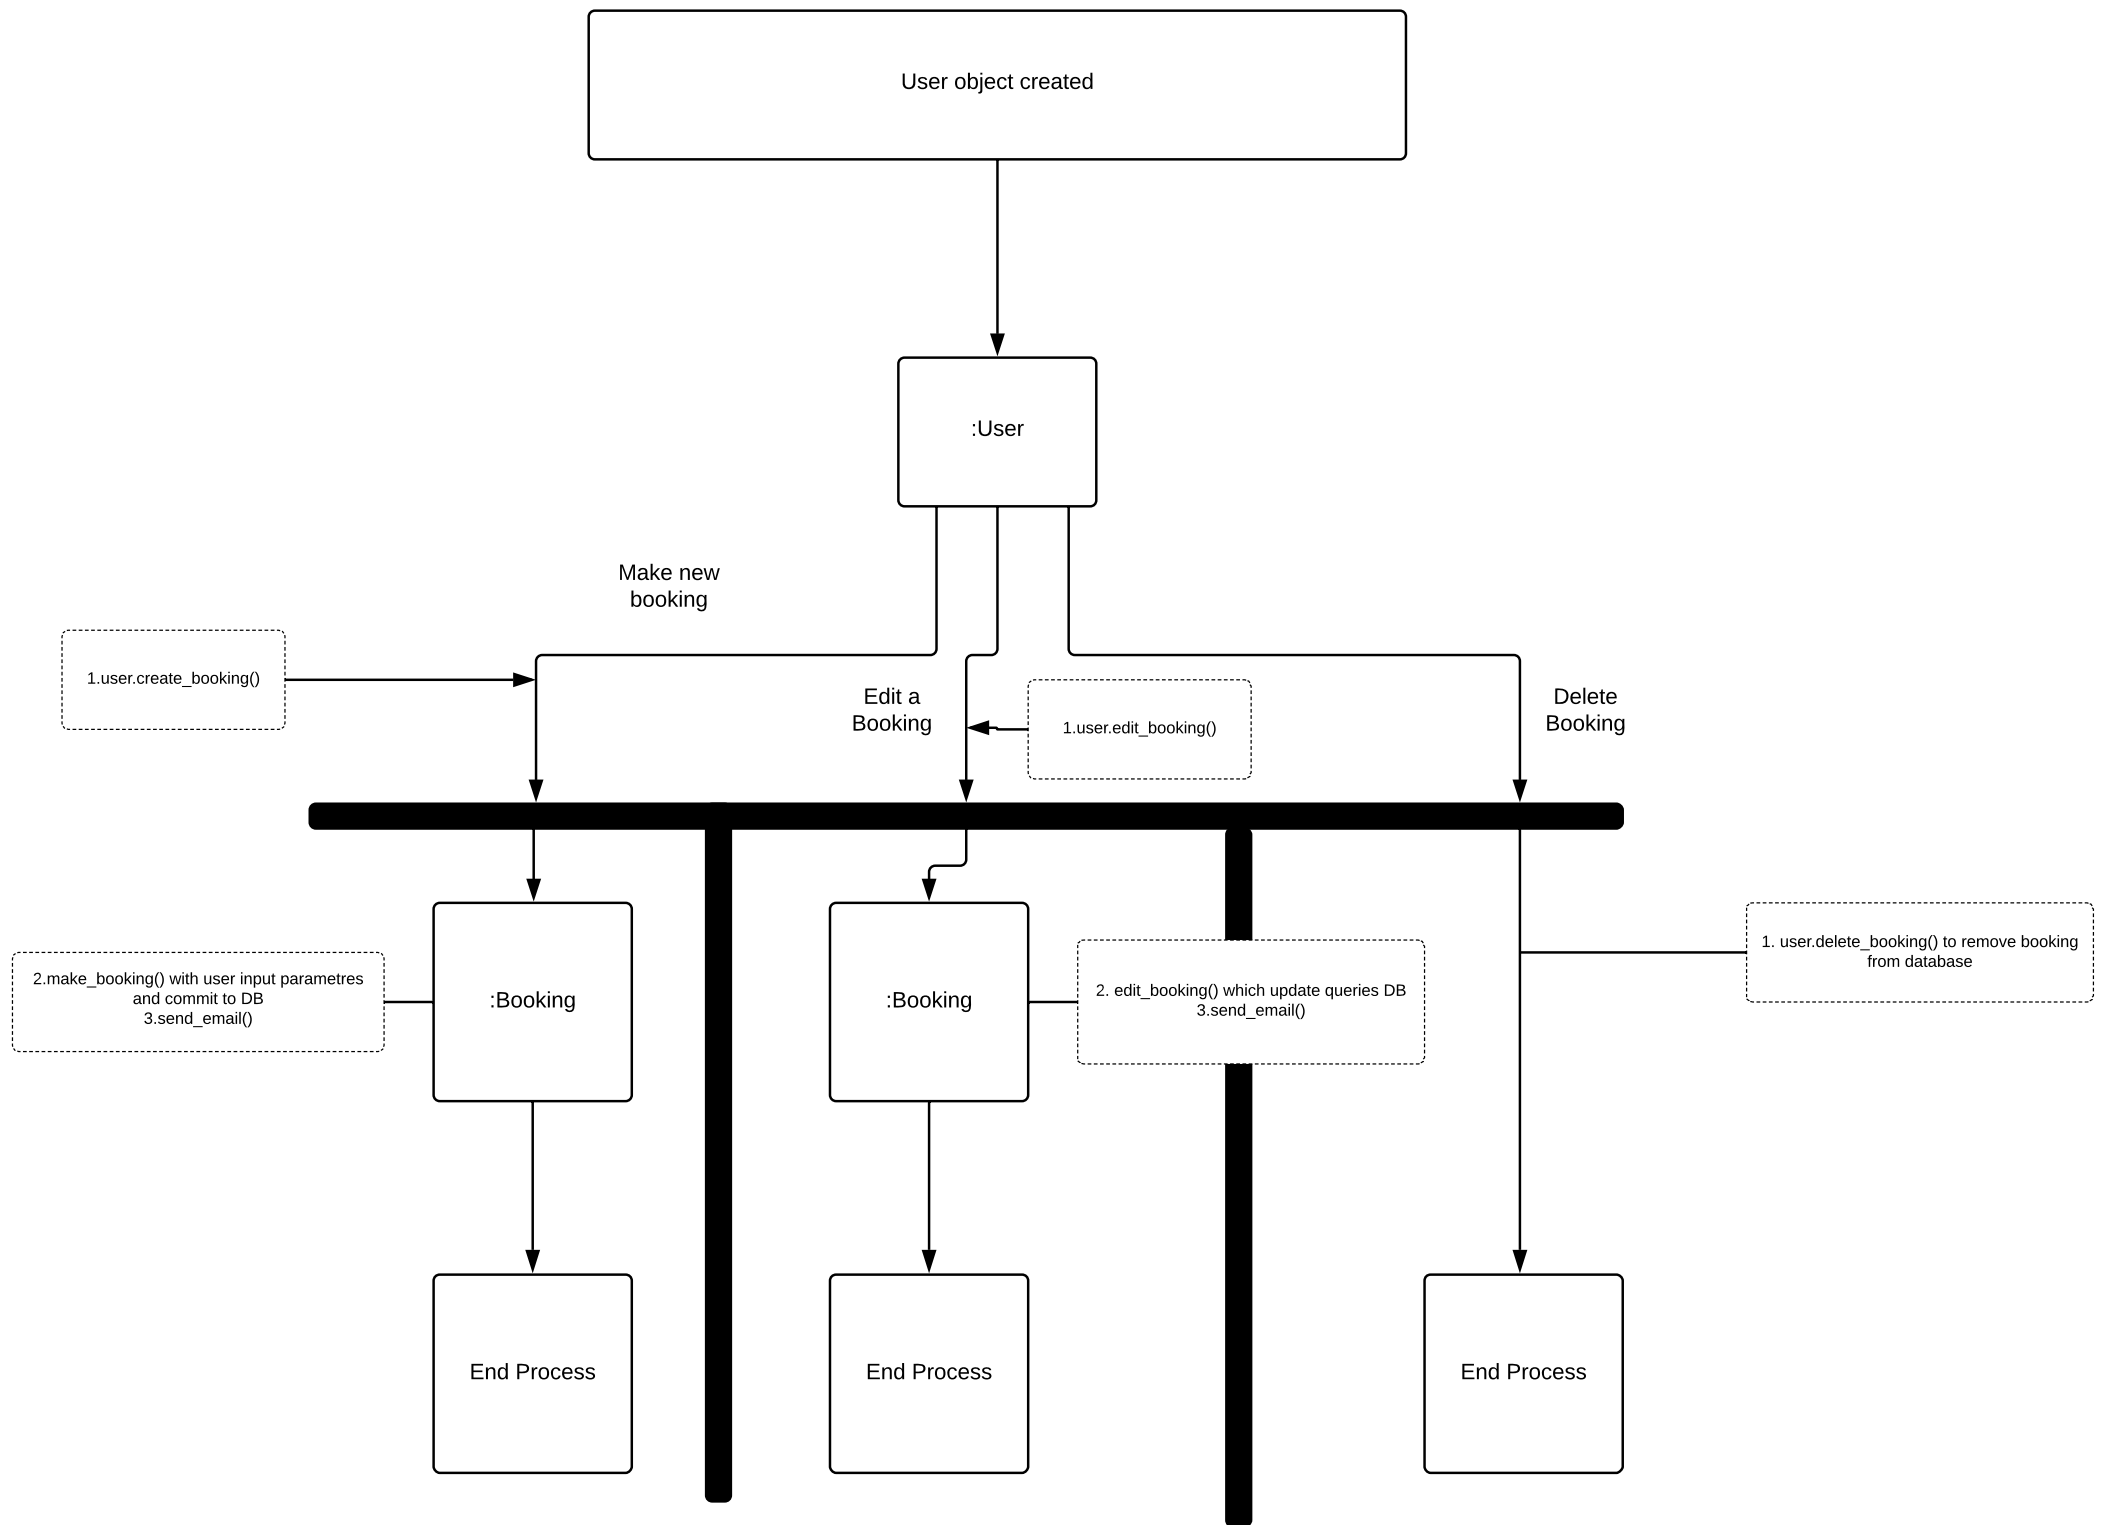 User object created
:User
Make new
booking
1.user.create_booking()
Edit a
Booking
1.user.edit_booking()
Delete
Booking
2.make_booking() with user input parametres
and commit to DB
3.send_email()
:Booking
:Booking
2. edit_booking() which update queries DB
3.send_email()
1. user.delete_booking() to remove booking
from database
End Process
End Process
End Process